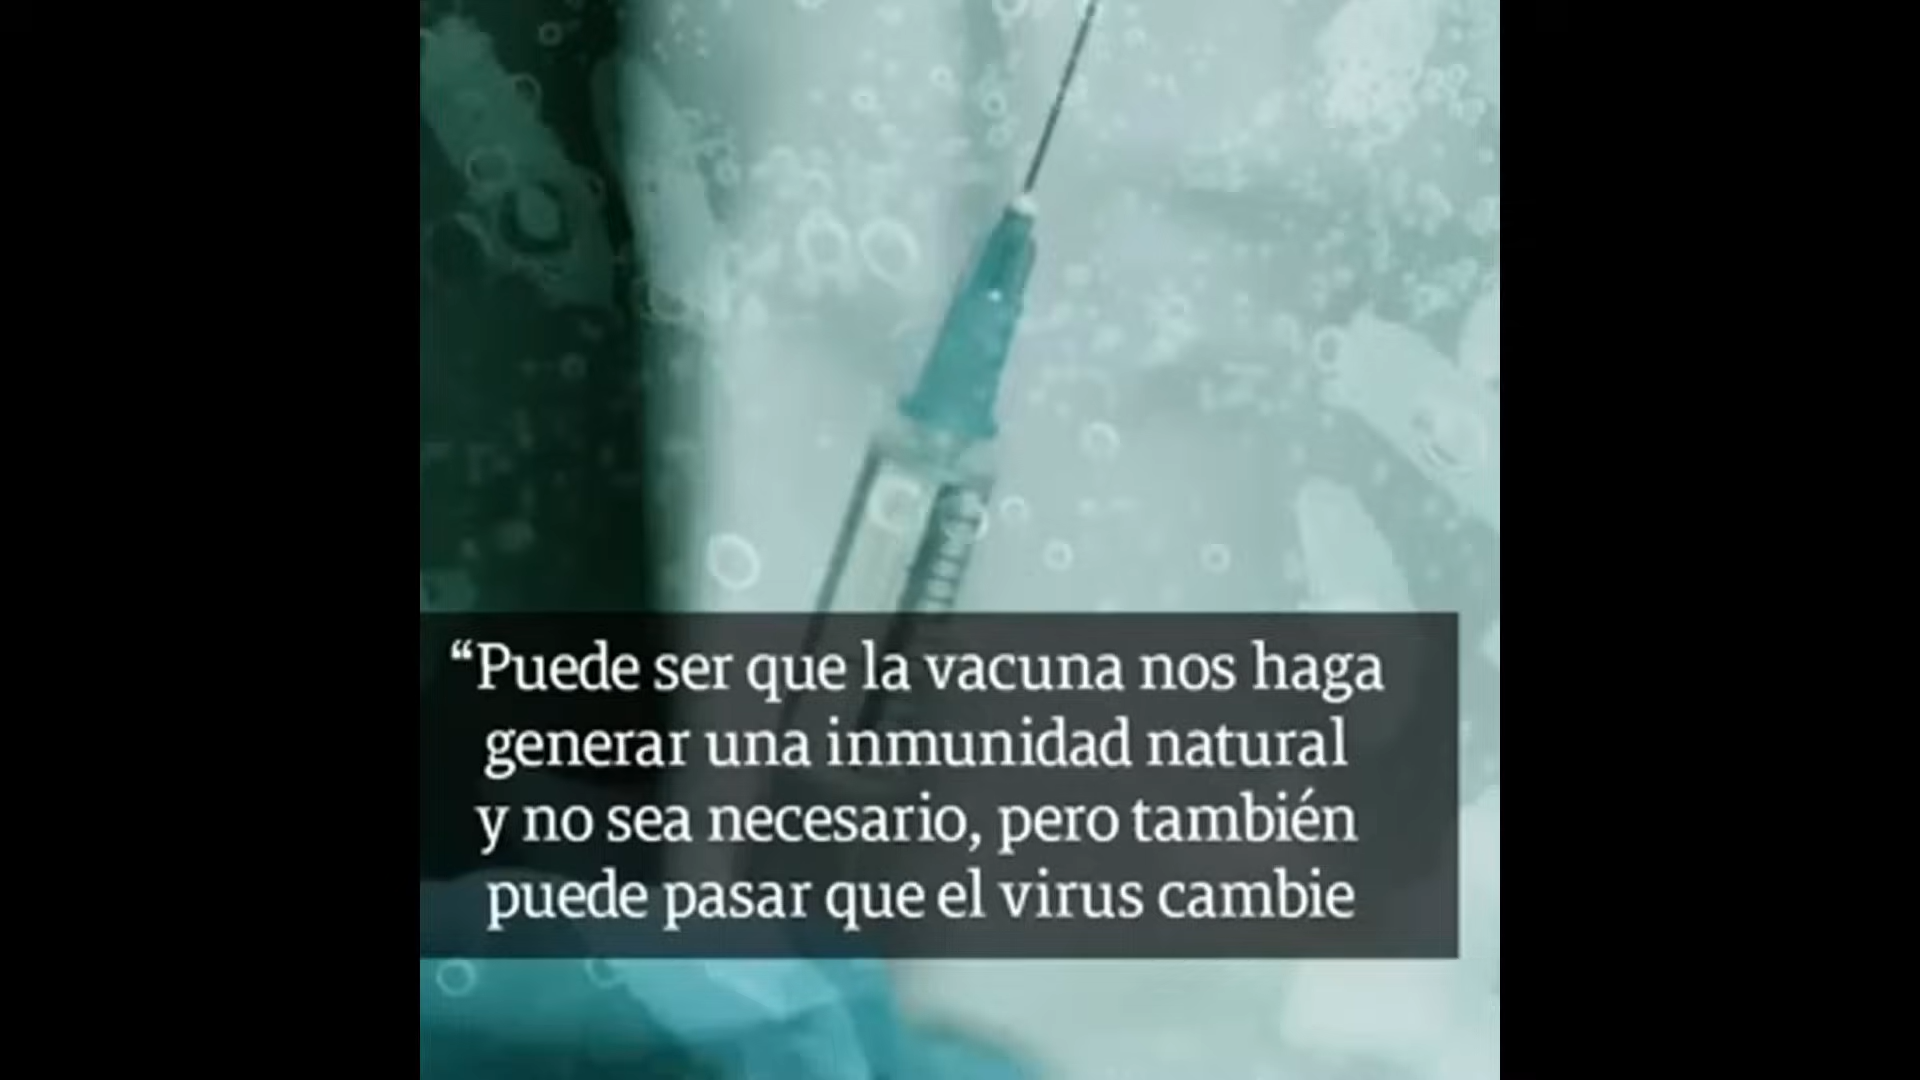 “Puede ser que la vacuna nos haga
generar una inmunidad natural
y no sea necesario, pero también
puede pasar que el virus cambie